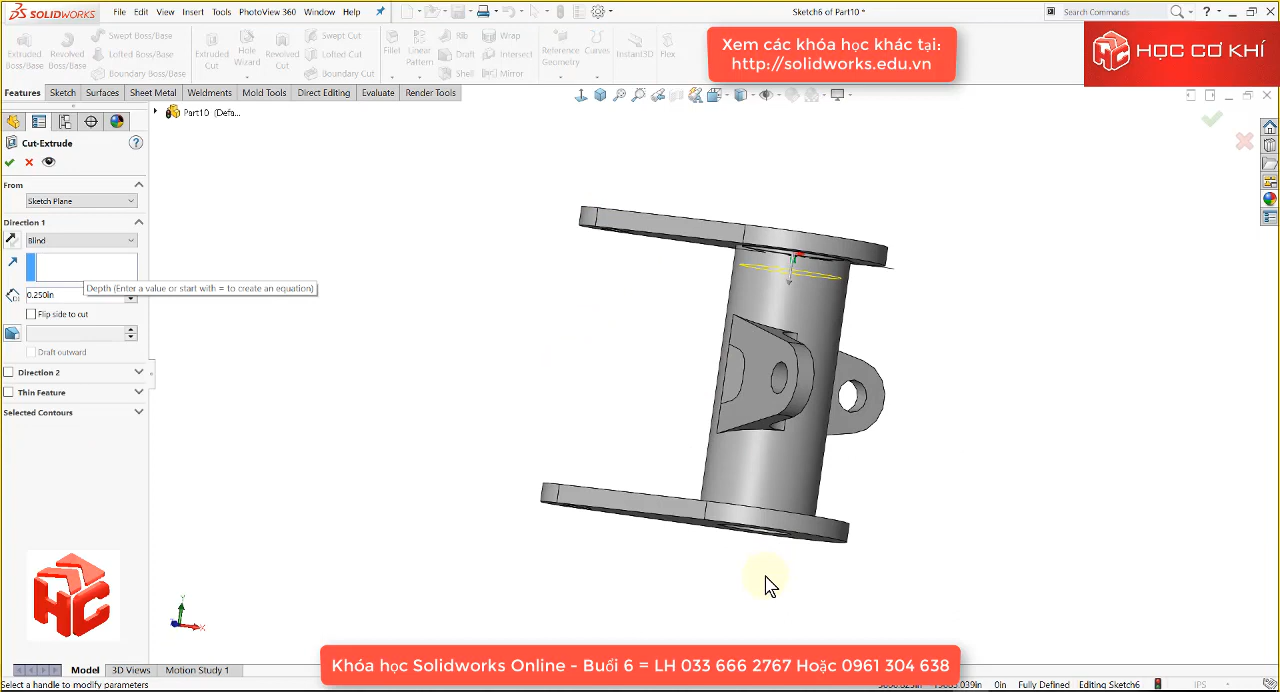 SOLIDWORKS
File Edit View Insert Tools PhotoView 360 Window Help
Sketch6 of Part10 *
Search Commands
Extruded Boss/Base
Revolved Boss/Base
Swept Boss/Base
Lofted Boss/Base
Boundary Boss/Base
Extruded Cut
Hole Wizard
Revolved Cut
Swept Cut
Lofted Cut
Boundary Cut
Fillet
Linear Pattern
Rib
Draft
Shell
Wrap
Intersect
Mirror
Reference Geometry
Curves
Instant3D
Flex
Xem các khóa học khác tại:
http://solidworks.edu.vn
HC
HỌC CƠ KHÍ
Features Sketch Surfaces Sheet Metal Weldments Mold Tools Direct Editing Evaluate Render Tools
Part10 (Defa...
Cut-Extrude
From
Sketch Plane
Direction 1
Blind
Depth (Enter a value or start with = to create an equation)
0.250in
Flip side to cut
Draft outward
Direction 2
Thin Feature
Selected Contours
HC
Model 3D Views Motion Study 1
Khóa học Solidworks Online - Buổi 6 = LH 033 666 2767 Hoặc 0961 304 638
Select a handle to modify parameters
0in Fully Defined Editing Sketch6 IPS